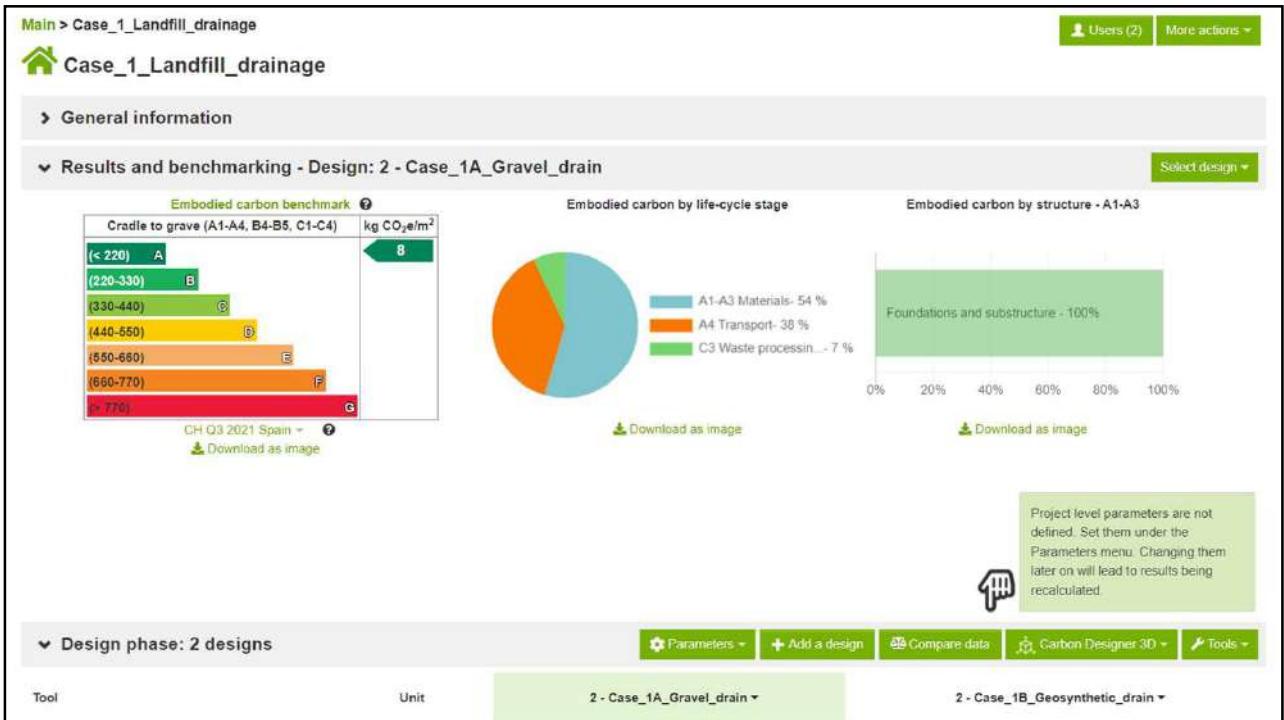 Main > Case_1_Landfill_drainage
Users (2)
More actions
Case_1_Landfill_drainage
General information
Results and benchmarking - Design: 2 - Case_1A_Gravel_drain
Select design
Embodied carbon benchmark
Cradle to grave (A1-A4, B4-B5, C1-C4)
kg CO₂e/m²
(< 220) A
8
(220-330) B
(330-440) C
(440-550) D
(550-660) E
(660-770) F
(> 770) G
CH Q3 2021 Spain
Download as image
Embodied carbon by life-cycle stage
A1-A3 Materials- 54 %
A4 Transport- 38 %
C3 Waste processin...- 7 %
Download as image
Embodied carbon by structure - A1-A3
Foundations and substructure - 100%
0% 20% 40% 60% 80% 100%
Download as image
Project level parameters are not
defined. Set them under the
Parameters menu. Changing them
later on will lead to results being
recalculated.
Design phase: 2 designs
Parameters
Add a design
Compare data
Carbon Designer 3D
Tools
Tool
Unit
2 - Case_1A_Gravel_drain
2 - Case_1B_Geosynthetic_drain